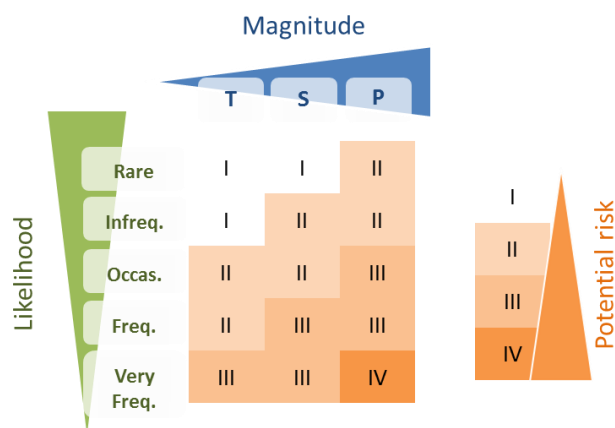 Magnitude
T S P
Rare I I II
Infreq. I II II
Occas. II II III
Freq. II III III
Very
Freq. III III IV
Likelihood
I
II
III
IV
Potential risk